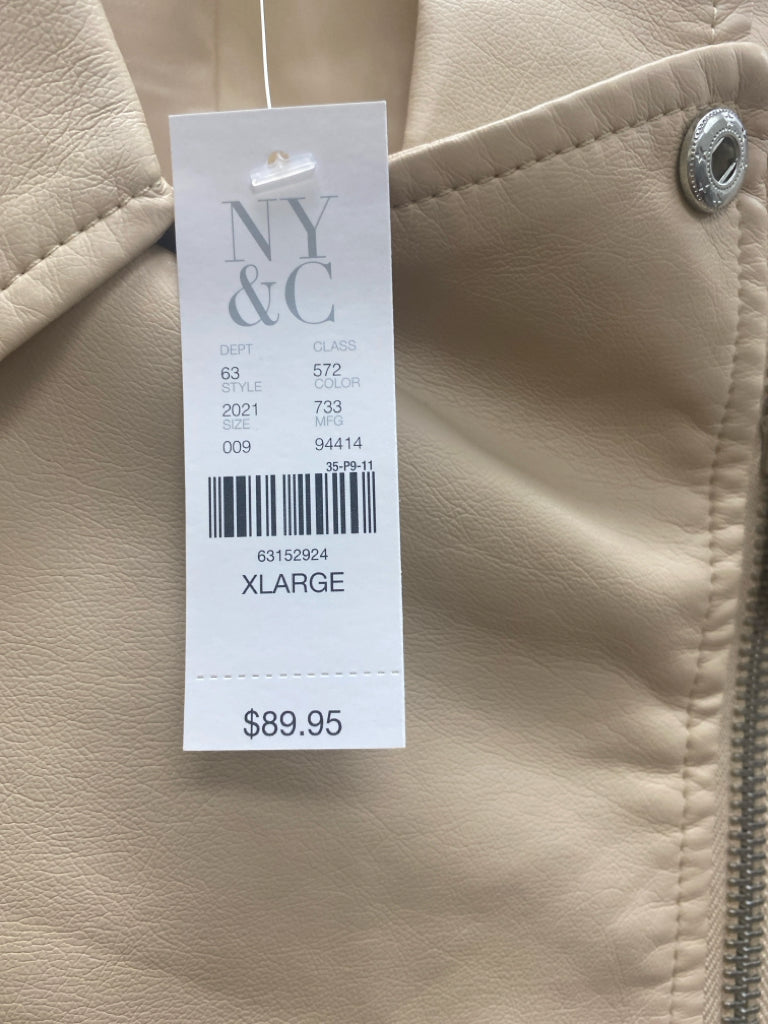 NY
&C
DEPT CLASS
63 572
STYLE COLOR
2021 733
SIZE MFG
009 94414
35-P9-11
63152924
XLARGE
$89.95